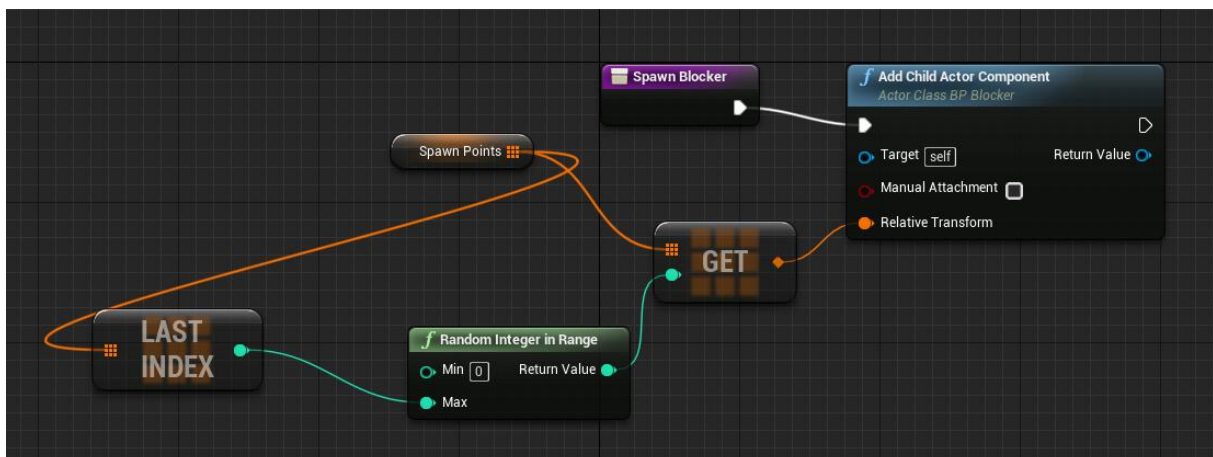 Spawn Blocker
f Add Child Actor Component
Actor Class BP Blocker
Spawn Points
Target self
Return Value
Manual Attachment
Relative Transform
GET
LAST
INDEX
f Random Integer in Range
Min 0
Return Value
Max